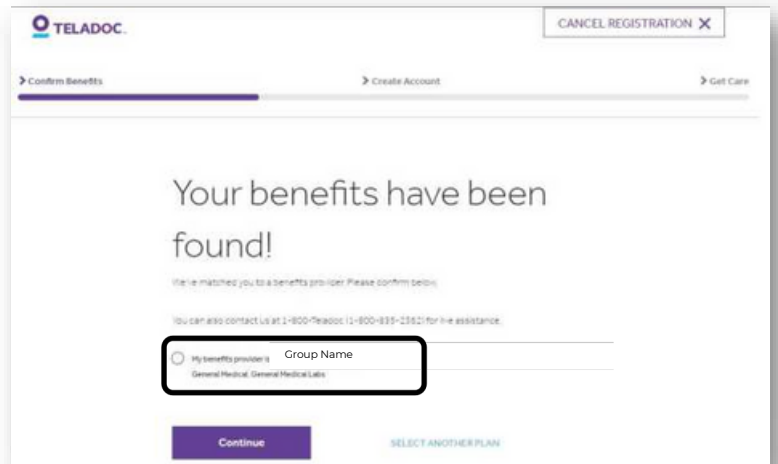 TELADOC.
CANCEL REGISTRATION X
Confirm Benefits
Create Account
Get Care
Your benefits have been
found!
We've matched you to a benefits provider. Please confirm below.
You can also contact us at 1-800-Teladoc (1-800-835-2362) for live assistance.
My benefits provider is Group Name
General Medical, General Medical Labs
Continue
SELECT ANOTHER PLAN